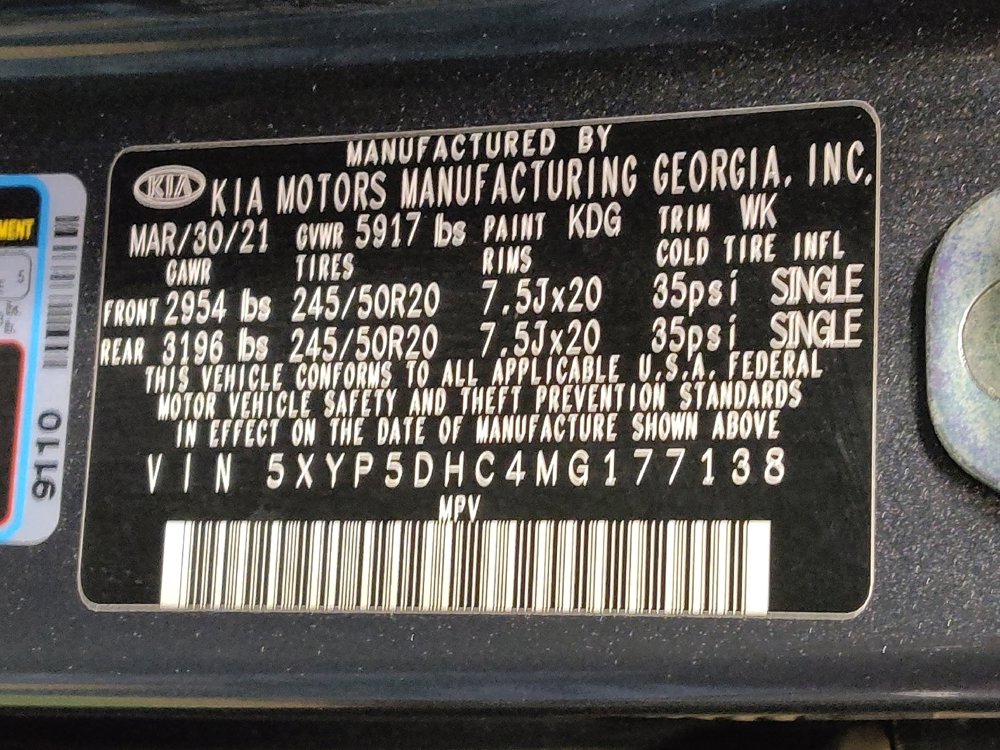 MANUFACTURED BY
KIA KIA MOTORS MANUFACTURING GEORGIA, INC.
MAR/30/21 GVWR 5917 lbs PAINT KDG TRIM WK
GAWR TIRES RIMS COLD TIRE INFL
FRONT 2954 lbs 245/50R20 7.5Jx20 35psi SINGLE
REAR 3196 lbs 245/50R20 7.5Jx20 35psi SINGLE
THIS VEHICLE CONFORMS TO ALL APPLICABLE U.S.A. FEDERAL
MOTOR VEHICLE SAFETY AND THEFT PREVENTION STANDARDS
IN EFFECT ON THE DATE OF MANUFACTURE SHOWN ABOVE
VIN 5XYP5DHC4MG177138
MPV
5
9110